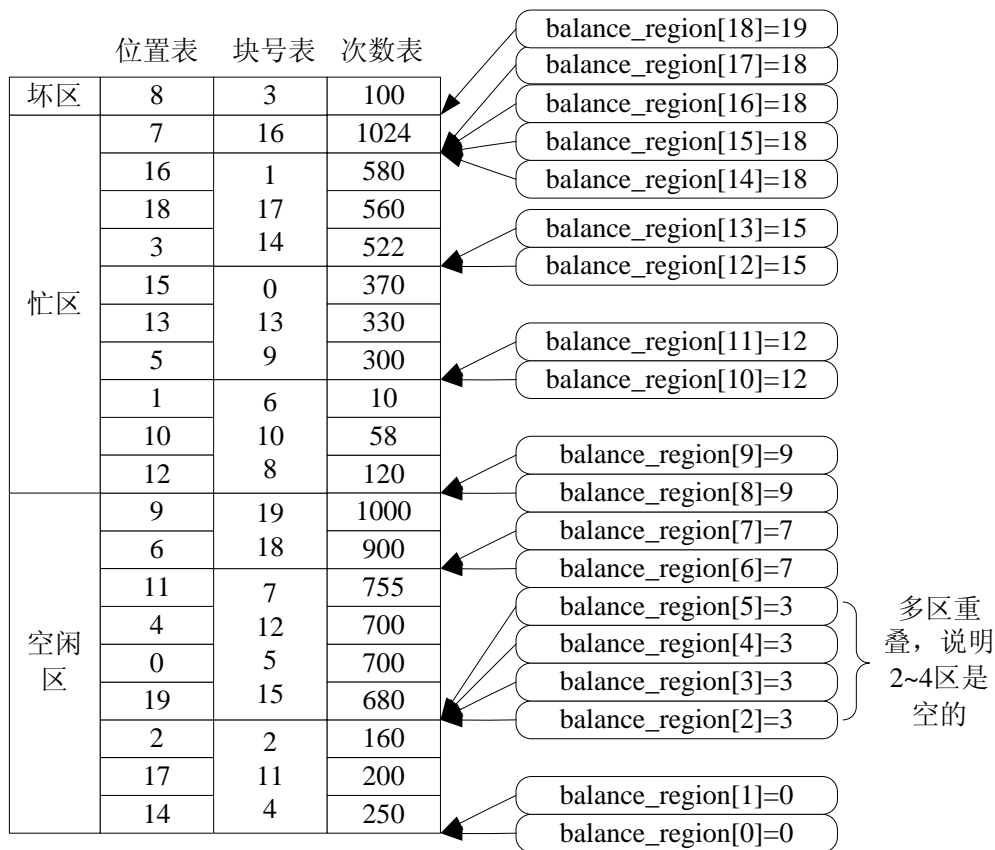 位置表 块号表 次数表
坏区 8 3 100
7 16 1024
16 1 580
18 17 560
3 14 522
忙区
15 0 370
13 13 330
5 9 300
1 6 10
10 10 58
12 8 120
9 19 1000
6 18 900
11 7 755
4 12 700
空闲区
0 5 700
19 15 680
2 2 160
17 11 200
14 4 250
balance_region[18]=19
balance_region[17]=18
balance_region[16]=18
balance_region[15]=18
balance_region[14]=18
balance_region[13]=15
balance_region[12]=15
balance_region[11]=12
balance_region[10]=12
balance_region[9]=9
balance_region[8]=9
balance_region[7]=7
balance_region[6]=7
balance_region[5]=3
balance_region[4]=3
balance_region[3]=3
balance_region[2]=3
balance_region[1]=0
balance_region[0]=0
多区重
叠，说明
2~4区是
空的